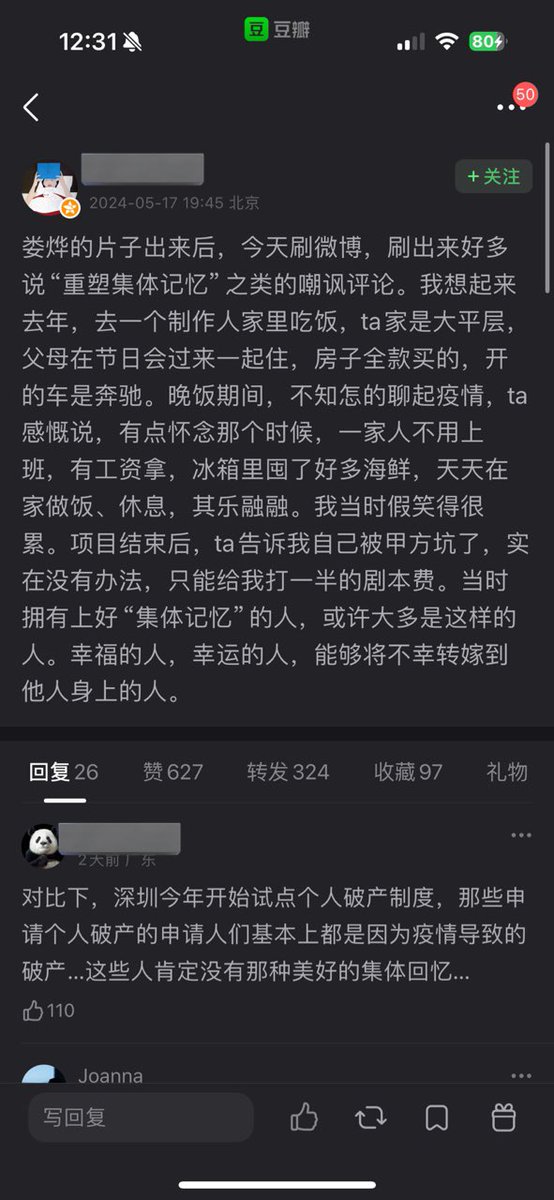 12:31
豆 豆瓣
80
50
+关注
2024-05-17 19:45 北京
娄烨的片子出来后，今天刷微博，刷出来好多
说“重塑集体记忆”之类的嘲讽评论。我想起来
去年，去一个制作人家里吃饭，ta家是大平层，
父母在节日会过来一起住，房子全款买的，开
的车是奔驰。晚饭期间，不知怎的聊起疫情，ta
感慨说，有点怀念那个时候，一家人不用上
班，有工资拿，冰箱里囤了好多海鲜，天天在
家做饭、休息，其乐融融。我当时假笑得很
累。项目结束后，ta告诉我自己被甲方坑了，实
在没有办法，只能给我打一半的剧本费。当时
拥有上好“集体记忆”的人，或许大多是这样的
人。幸福的人，幸运的人，能够将不幸转嫁到
他人身上的人。
回复 26 赞 627 转发 324 收藏 97 礼物
2天前 广东
对比下，深圳今年开始试点个人破产制度，那些申
请个人破产的申请人们基本上都是因为疫情导致的
破产...这些人肯定没有那种美好的集体回忆...
110
Joanna
写回复